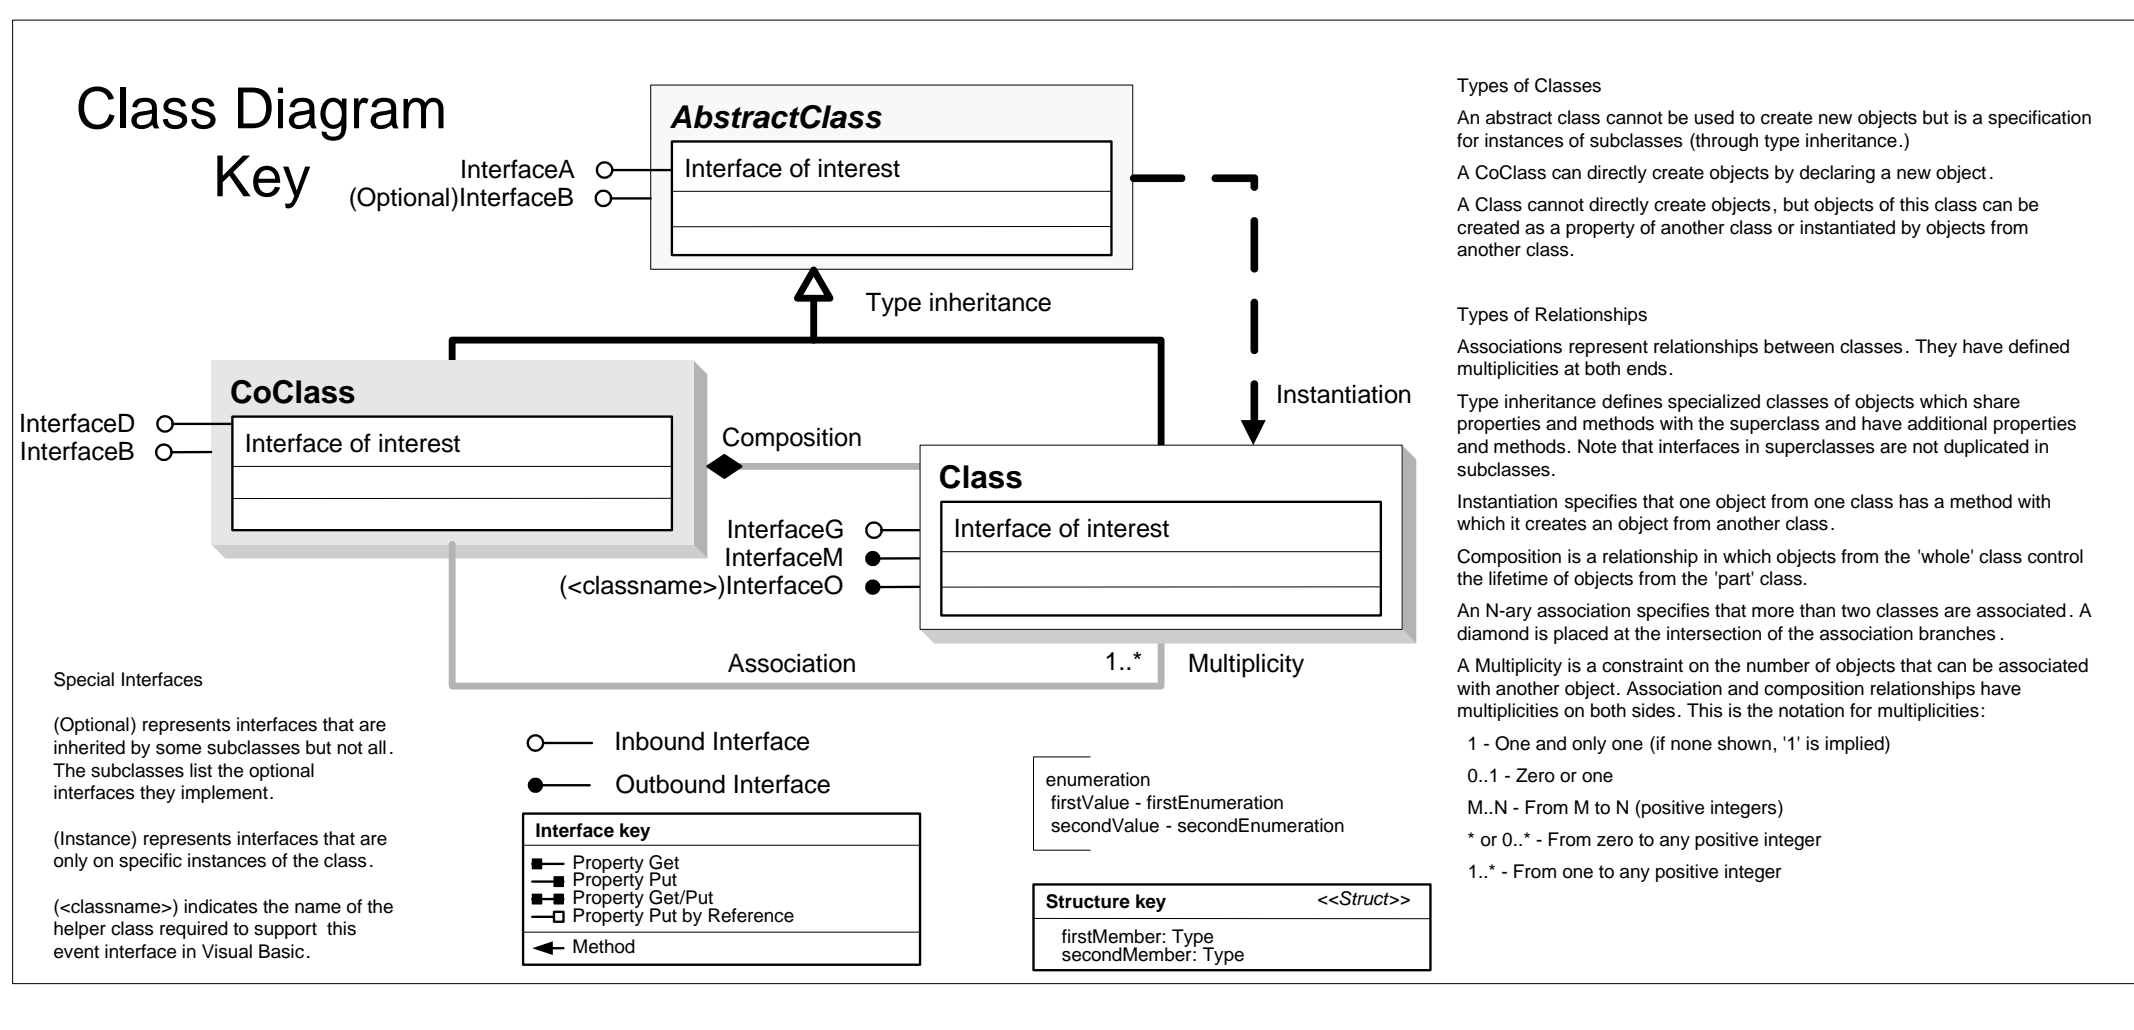 Class Diagram
Key
AbstractClass
Interface of interest
InterfaceA
(Optional)InterfaceB
Type inheritance
CoClass
Interface of interest
InterfaceD
InterfaceB
Composition
Instantiation
Class
Interface of interest
InterfaceG
InterfaceM
(<classname>)InterfaceO
Association
1..*
Multiplicity
Special Interfaces
(Optional) represents interfaces that are
inherited by some subclasses but not all.
The subclasses list the optional
interfaces they implement.
(Instance) represents interfaces that are
only on specific instances of the class.
(<classname>) indicates the name of the
helper class required to support this
event interface in Visual Basic.
Inbound Interface
Outbound Interface
Interface key
Property Get
Property Put
Property Get/Put
Property Put by Reference
Method
enumeration
firstValue - firstEnumeration
secondValue - secondEnumeration
Structure key <<Struct>>
firstMember: Type
secondMember: Type
Types of Classes
An abstract class cannot be used to create new objects but is a specification
for instances of subclasses (through type inheritance.)
A CoClass can directly create objects by declaring a new object.
A Class cannot directly create objects, but objects of this class can be
created as a property of another class or instantiated by objects from
another class.
Types of Relationships
Associations represent relationships between classes. They have defined
multiplicities at both ends.
Type inheritance defines specialized classes of objects which share
properties and methods with the superclass and have additional properties
and methods. Note that interfaces in superclasses are not duplicated in
subclasses.
Instantiation specifies that one object from one class has a method with
which it creates an object from another class.
Composition is a relationship in which objects from the 'whole' class control
the lifetime of objects from the 'part' class.
An N-ary association specifies that more than two classes are associated. A
diamond is placed at the intersection of the association branches.
A Multiplicity is a constraint on the number of objects that can be associated
with another object. Association and composition relationships have
multiplicities on both sides. This is the notation for multiplicities:
1 - One and only one (if none shown, '1' is implied)
0..1 - Zero or one
M..N - From M to N (positive integers)
* or 0..* - From zero to any positive integer
1..* - From one to any positive integer